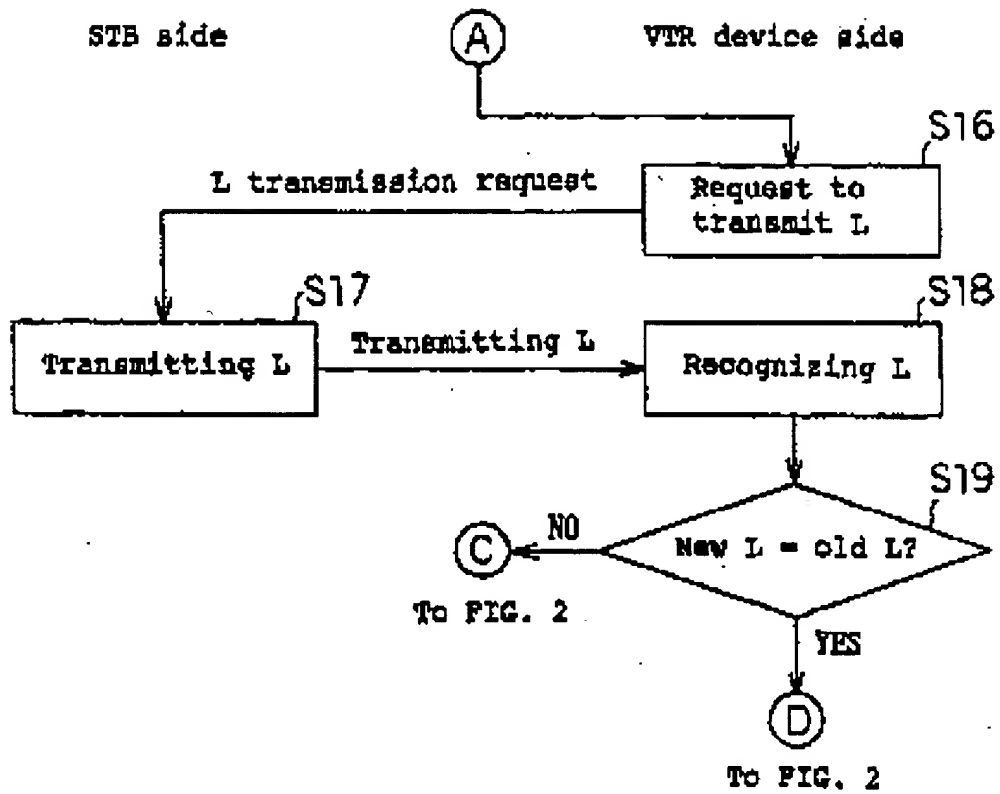 STB side
A
VTR device side
S16
L transmission request
Request to
transmit L
S17
S18
Transmitting L
Transmitting L
Recognizing L
S19
New L = old L?
NO
C
To FIG. 2
YES
D
To FIG. 2